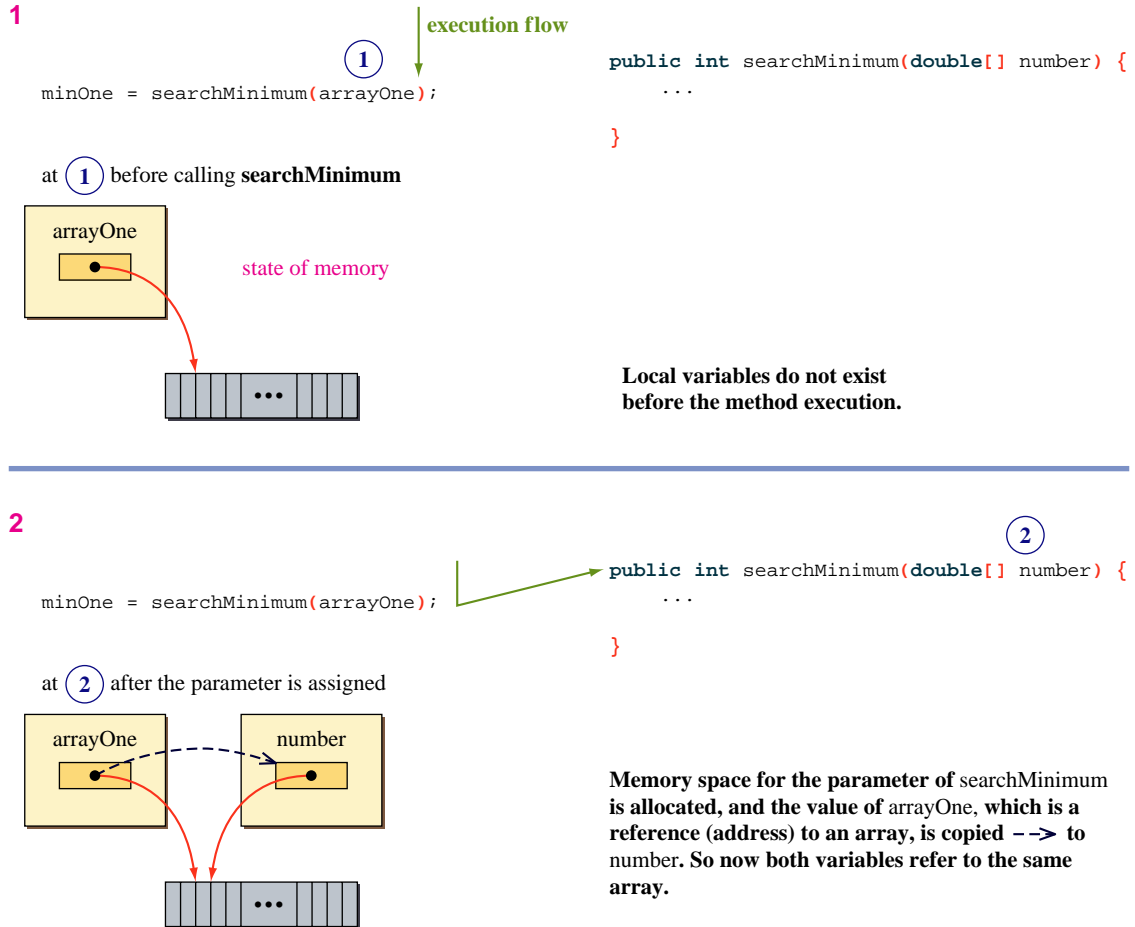 1
execution flow
1
minOne = searchMinimum(arrayOne);
public int searchMinimum(double[] number) {
...
}
at 1 before calling searchMinimum
arrayOne
state of memory
•••
Local variables do not exist
before the method execution.
2
2
minOne = searchMinimum(arrayOne);
public int searchMinimum(double[] number) {
...
}
at 2 after the parameter is assigned
arrayOne
number
•••
Memory space for the parameter of searchMinimum
is allocated, and the value of arrayOne, which is a
reference (address) to an array, is copied --> to
number. So now both variables refer to the same
array.